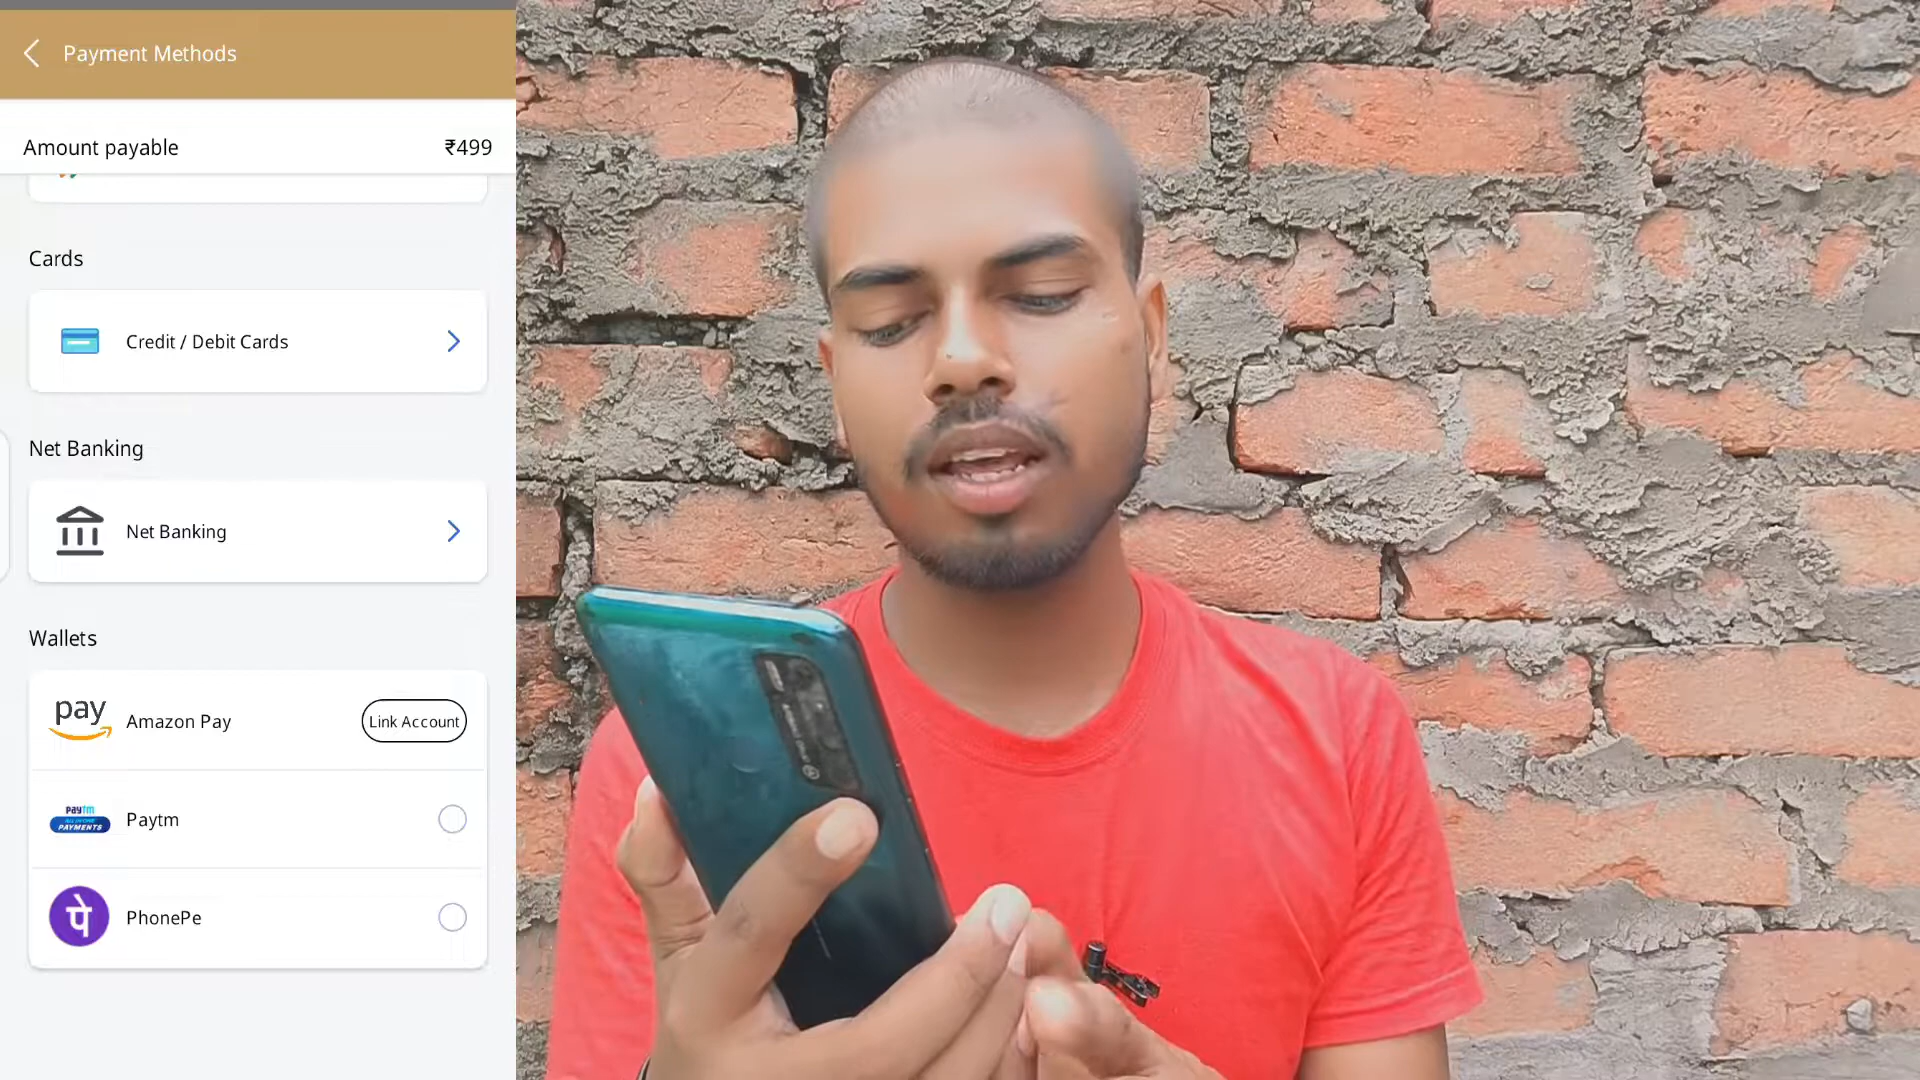 Payment Methods
Amount payable
₹499
Cards
Credit / Debit Cards
Net Banking
Net Banking
Wallets
pay
Amazon Pay
Link Account
paytm
PAYMENTS
Paytm
पे
PhonePe